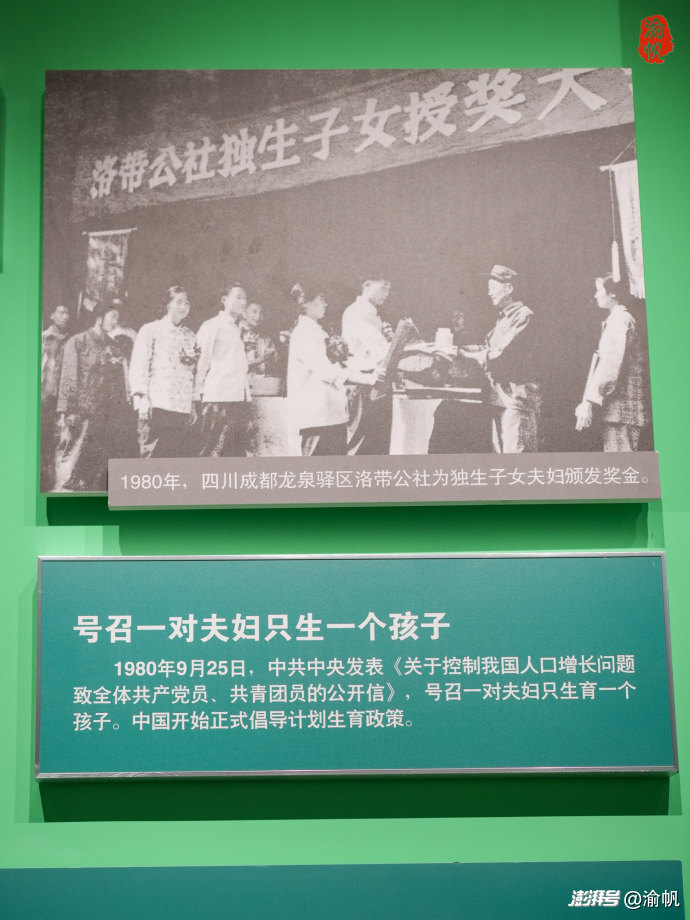 渝帆
洛带公社独生子女授奖大
1980年，四川成都龙泉驿区洛带公社为独生子女夫妇颁发奖金。
号召一对夫妇只生一个孩子
1980年9月25日，中共中央发表《关于控制我国人口增长问题
致全体共产党员、共青团员的公开信》，号召一对夫妇只生育一个
孩子。中国开始正式倡导计划生育政策。
澎湃号@渝帆